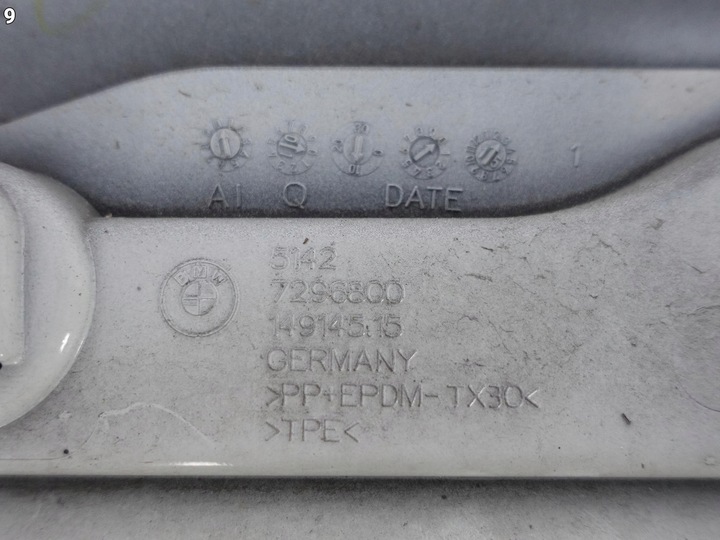 9
1
AI Q DATE
BMW
5142
7296800
149145.15
GERMANY
>PP+EPDM-TX30<
>TPE<